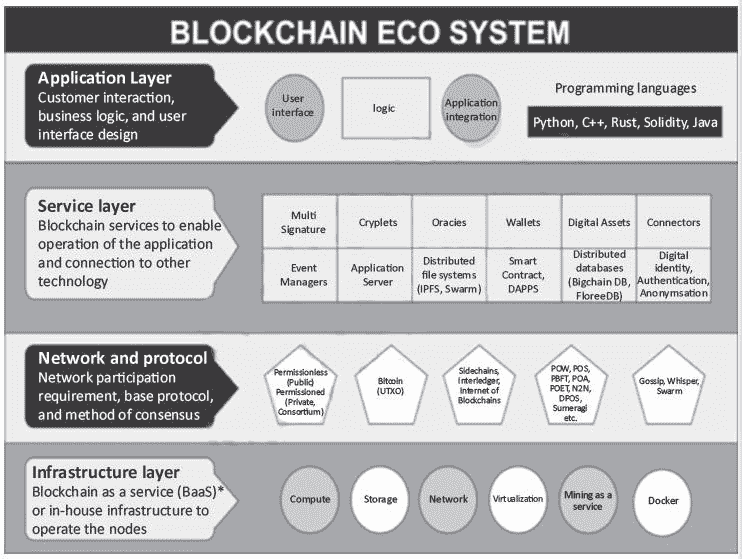 BLOCKCHAIN ECO SYSTEM
Application Layer
Customer interaction,
business logic, and user
interface design
User
interface
logic
Application
integration
Programming languages
Python, C++, Rust, Solidity, Java
Service layer
Blockchain services to enable
operation of the application
and connection to other
technology
Multi
Signature
Cryplets
Oracies
Wallets
Digital Assets
Connectors
Event
Managers
Application
Server
Distributed
file systems
(IPFS, Swarm)
Smart
Contract,
DAPPS
Distributed
databases
(Bigchain DB,
FloreeDB)
Digital
identity,
Authentication,
Anonymsation
Network and protocol
Network participation
requirement, base protocol,
and method of consensus
Permissionless
(Public)
Permissioned
(Private,
Consortium)
Bitcoin
(UTXO)
Sidechains,
Interledger,
Internet of
Blockchains
POW, POS,
PBFT, POA,
POET, N2N,
DPOS,
Sumeragi
etc.
Gossip, Whisper,
Swarm
Infrastructure layer
Blockchain as a service (BaaS)*
or in-house infrastructure to
operate the nodes
Compute
Storage
Network
Virtualization
Mining as a
service
Docker